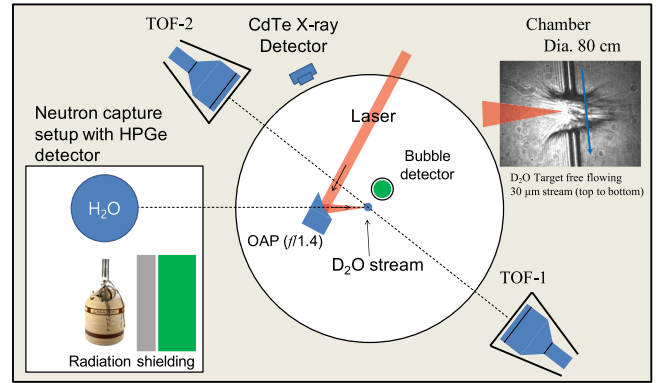 TOF-2
CdTe X-ray
Detector
Chamber
Dia. 80 cm
Neutron capture
setup with HPGe
detector
Laser
Bubble
detector
D₂O Target free flowing
30 µm stream (top to bottom)
H₂O
OAP (f/1.4)
D₂O stream
TOF-1
Radiation shielding